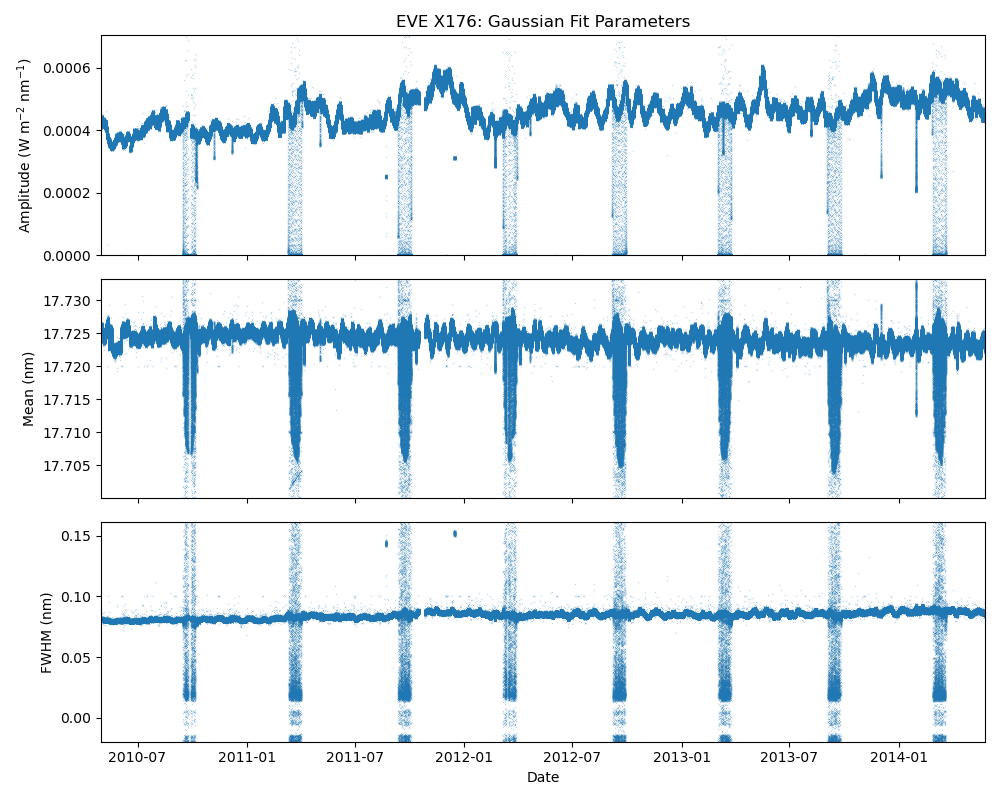 EVE X176: Gaussian Fit Parameters
Amplitude (W m⁻² nm⁻¹)
0.0006
0.0004
0.0002
0.0000
Mean (nm)
17.730
17.725
17.720
17.715
17.710
17.705
FWHM (nm)
0.15
0.10
0.05
0.00
2010-07 2011-01 2011-07 2012-01 2012-07 2013-01 2013-07 2014-01
Date